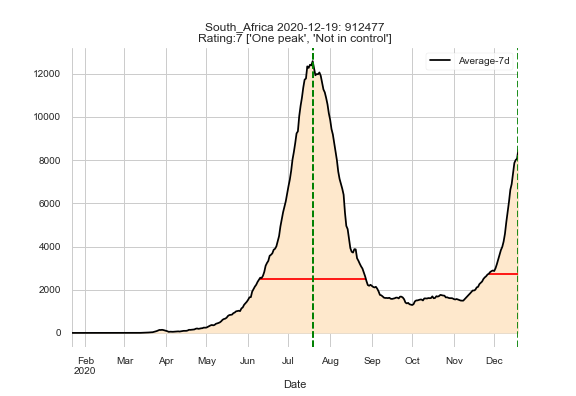 South_Africa 2020-12-19: 912477
Rating:7 ['One peak', 'Not in control']
Average-7d
12000
10000
8000
6000
4000
2000
0
Feb Mar Apr May Jun Jul Aug Sep Oct Nov Dec
2020
Date